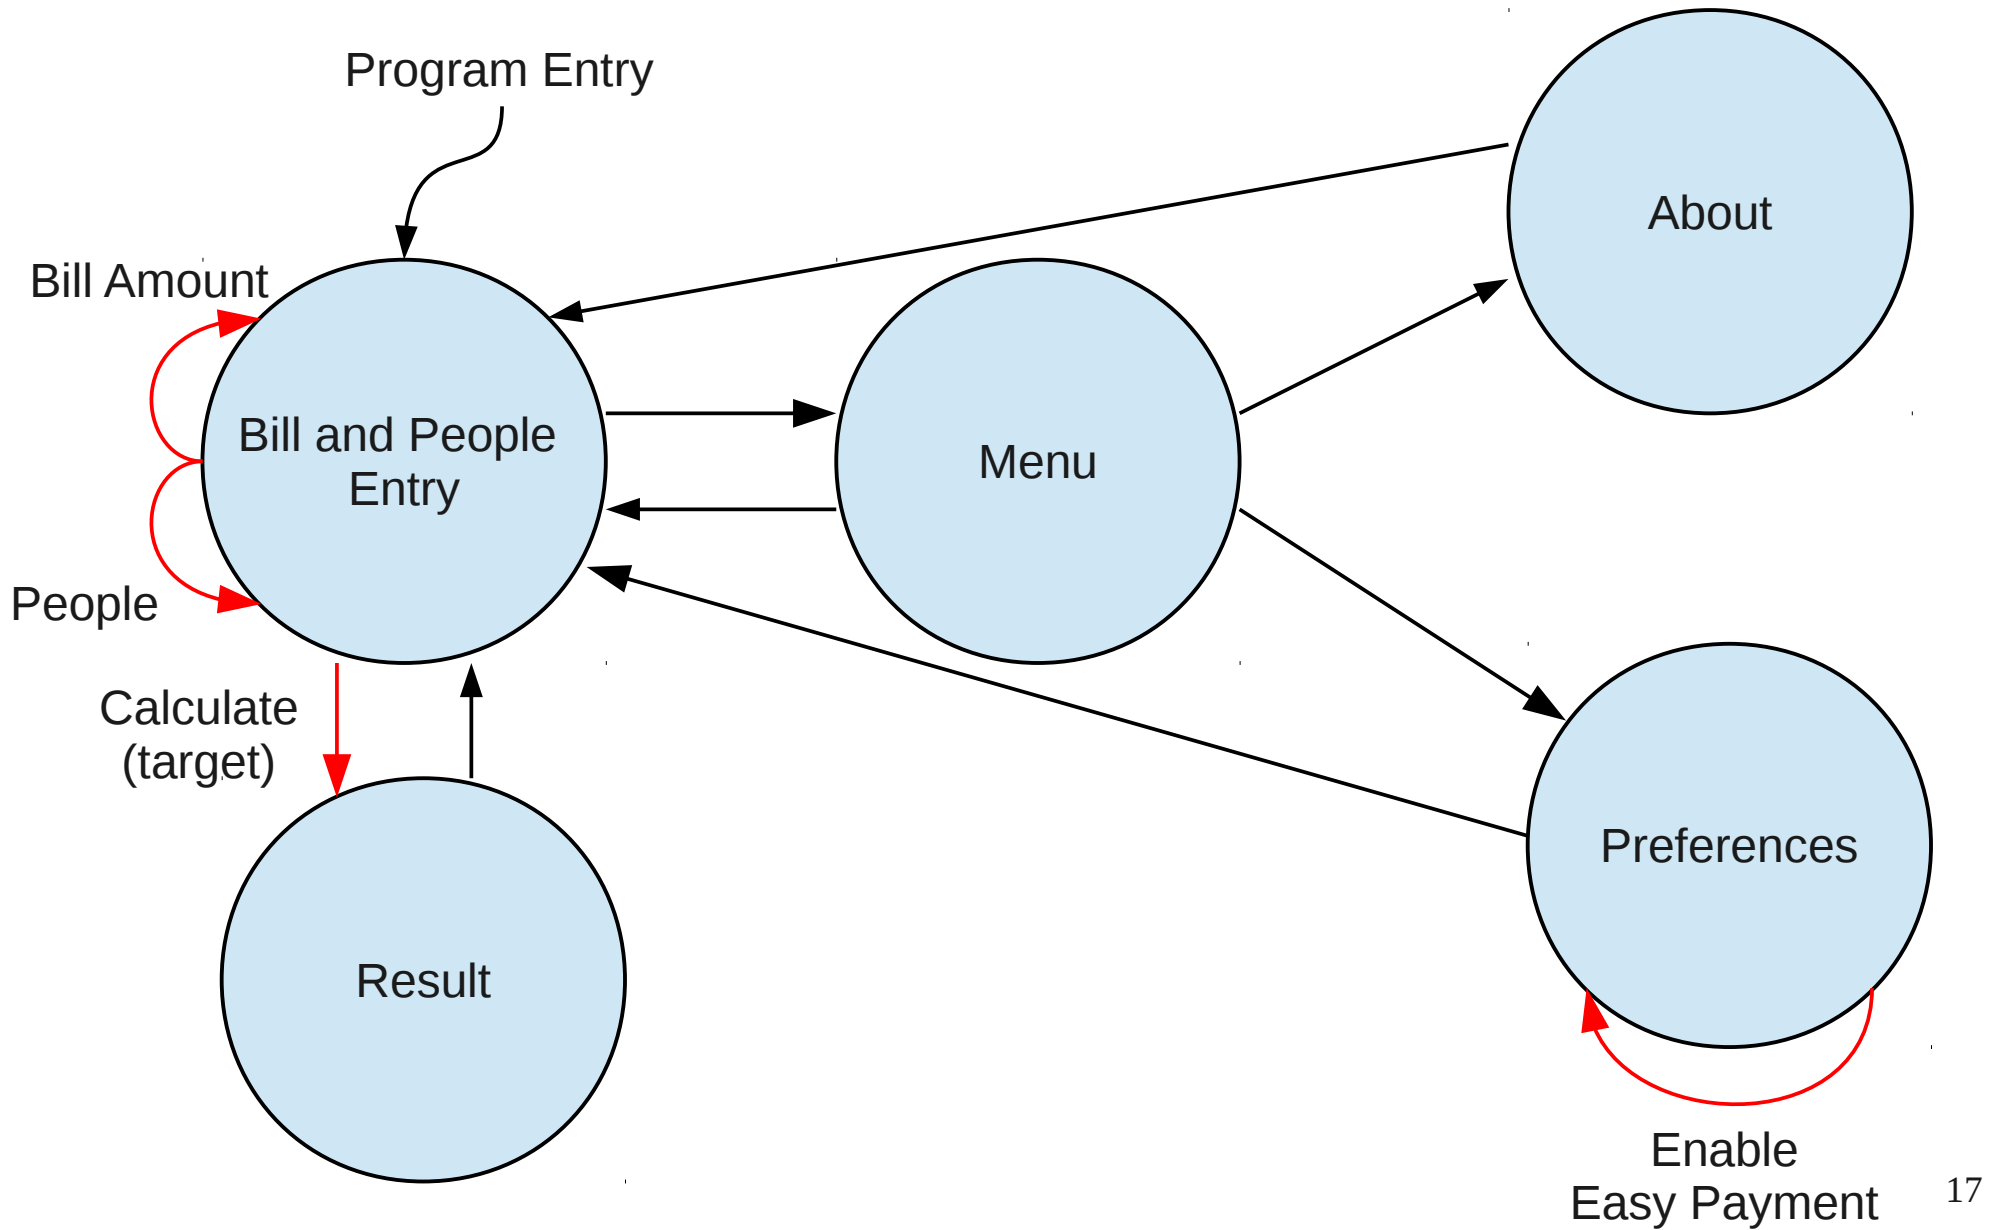 Program Entry
About
Bill Amount
Bill and People
Entry
Menu
People
Calculate
(target)
Preferences
Result
Enable
Easy Payment
17